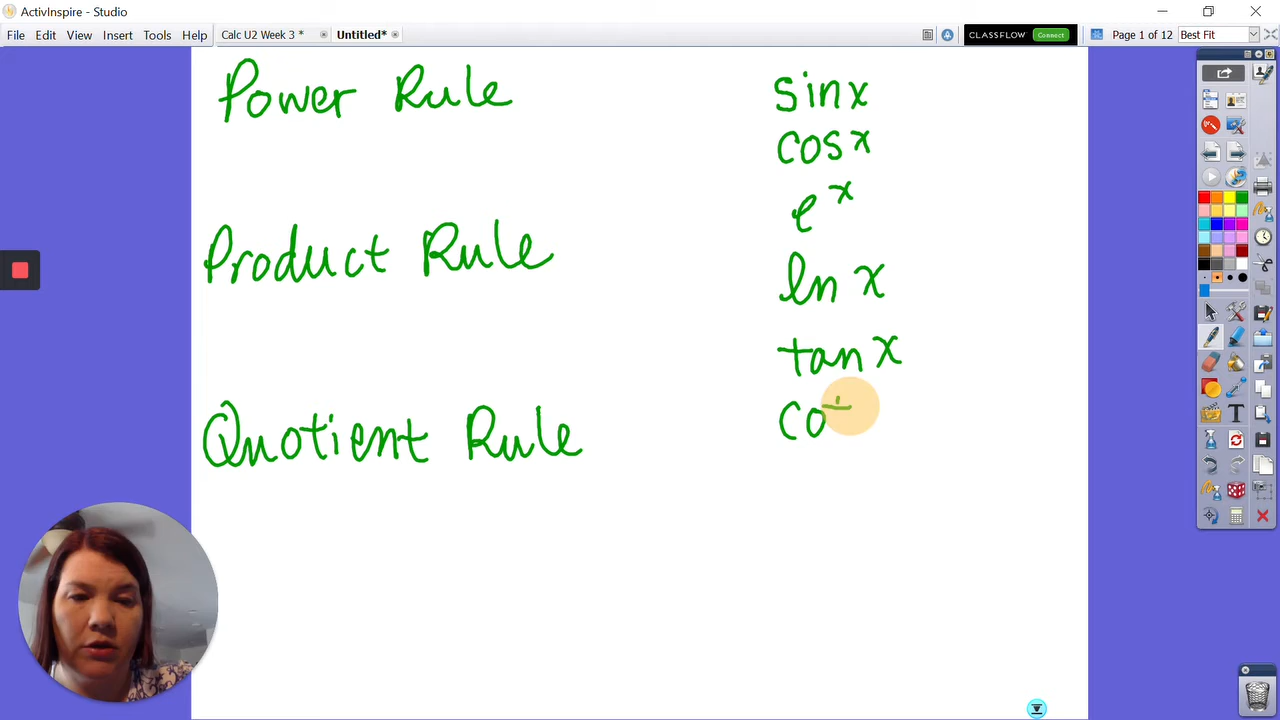 ActivInspire - Studio
File Edit View Insert Tools Help
Calc U2 Week 3 *
Untitled*
CLASSFLOW Connect
Page 1 of 12
Best Fit
Power Rule
Product Rule
Quotient Rule
sin x
cos x
e^x
ln x
tan x
cot